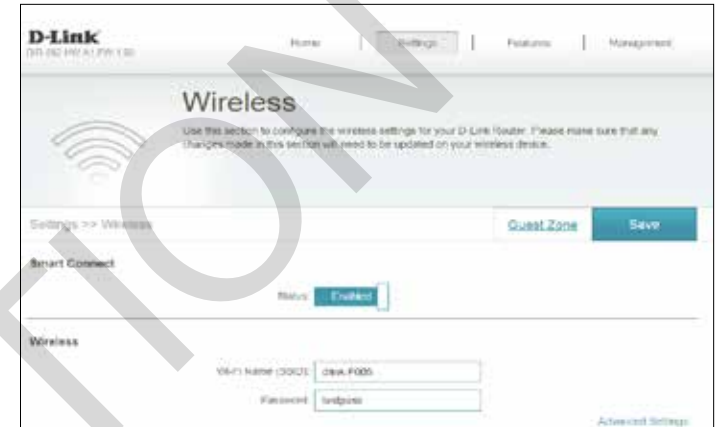 D-Link
Home | Settings | Features | Management
Wireless
Use this section to configure the wireless settings for your D-Link Router. Please make sure that any
changes made in this section will need to be updated on your wireless device.
Settings >> Wireless
Guest Zone
Save
Smart Connect
Status: Enabled
Wireless
Wi-Fi Name (SSID):
Password:
Advanced Settings
TION